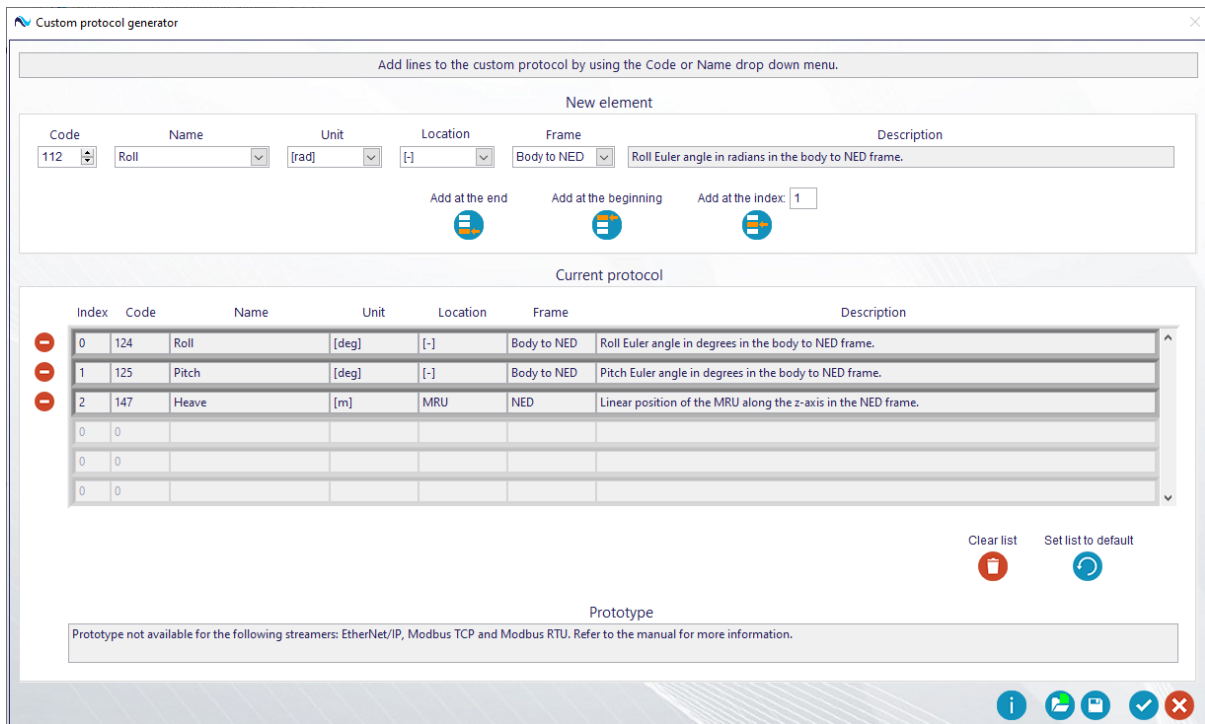 Custom protocol generator
Add lines to the custom protocol by using the Code or Name drop down menu.
New element
Code Name Unit Location Frame Description
112 Roll [rad] [-] Body to NED Roll Euler angle in radians in the body to NED frame.
Add at the end Add at the beginning Add at the index: 1
Current protocol
Index Code Name Unit Location Frame Description
0 124 Roll [deg] [-] Body to NED Roll Euler angle in degrees in the body to NED frame.
1 125 Pitch [deg] [-] Body to NED Pitch Euler angle in degrees in the body to NED frame.
2 147 Heave [m] MRU NED Linear position of the MRU along the z-axis in the NED frame.
0 0
0 0
0 0
Clear list Set list to default
Prototype
Prototype not available for the following streamers: EtherNet/IP, Modbus TCP and Modbus RTU. Refer to the manual for more information.